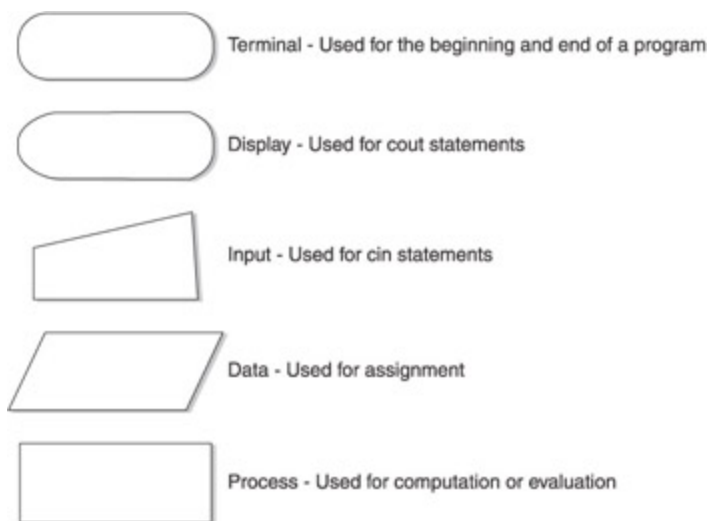 Terminal - Used for the beginning and end of a program
Display - Used for cout statements
Input - Used for cin statements
Data - Used for assignment
Process - Used for computation or evaluation